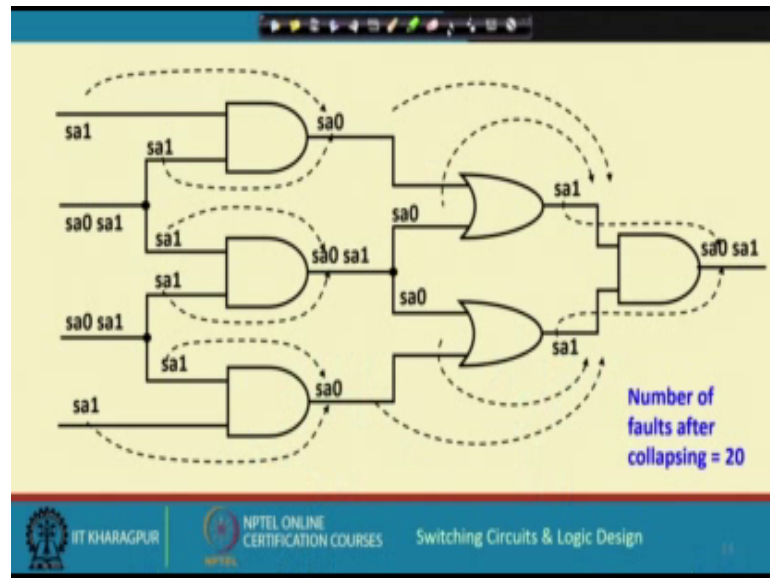 sa1
sa0
sa1
sa0 sa1
sa1
sa0 sa1
sa0
sa1
sa0 sa1
sa1
sa0
sa0 sa1
sa1
sa1
sa0
sa1
Number of
faults after
collapsing = 20
IIT KHARAGPUR
NPTEL
NPTEL ONLINE
CERTIFICATION COURSES
Switching Circuits & Logic Design